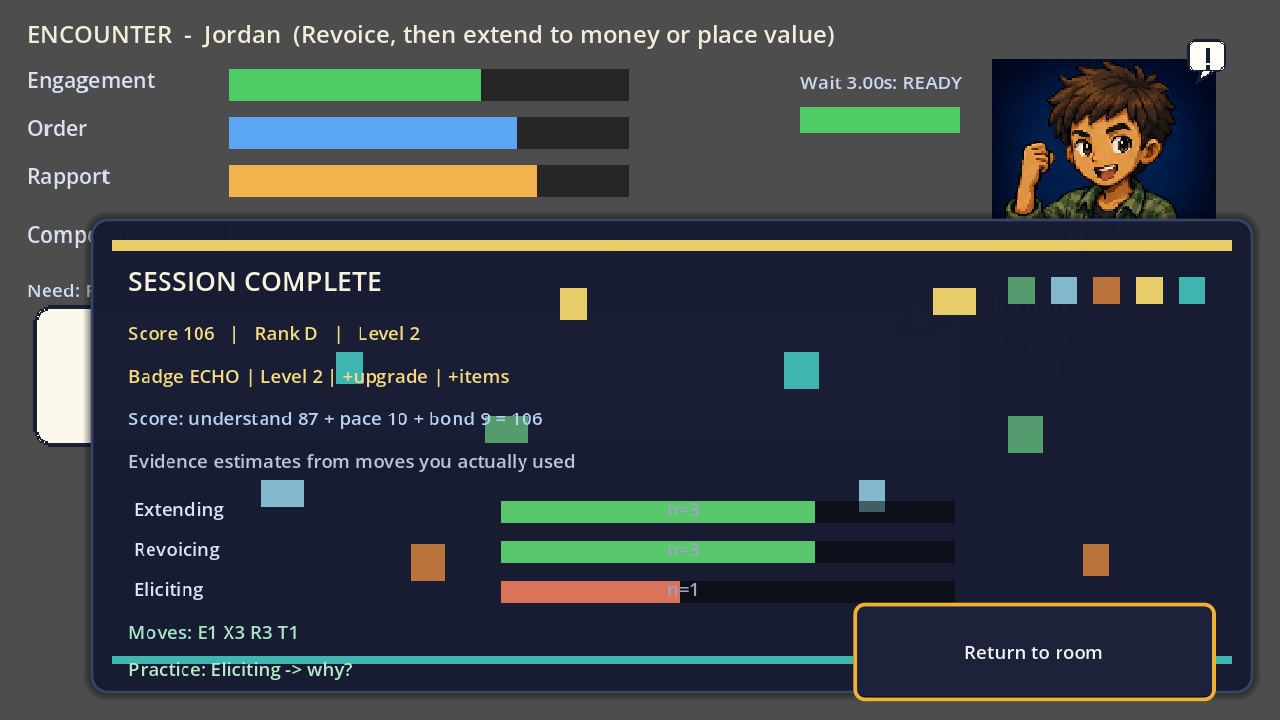 ENCOUNTER - Jordan (Revoice, then extend to money or place value)
Engagement
Wait 3.00s: READY
Order
Rapport
!
Need:
SESSION COMPLETE
Score 106 | Rank D | Level 2
Badge ECHO | Level 2 | +upgrade | +items
Score: understand 87 + pace 10 + bond 9 = 106
Evidence estimates from moves you actually used
Extending n=3
Revoicing n=3
Eliciting n=1
Moves: E1 X3 R3 T1
Return to room
Practice: Eliciting -> why?